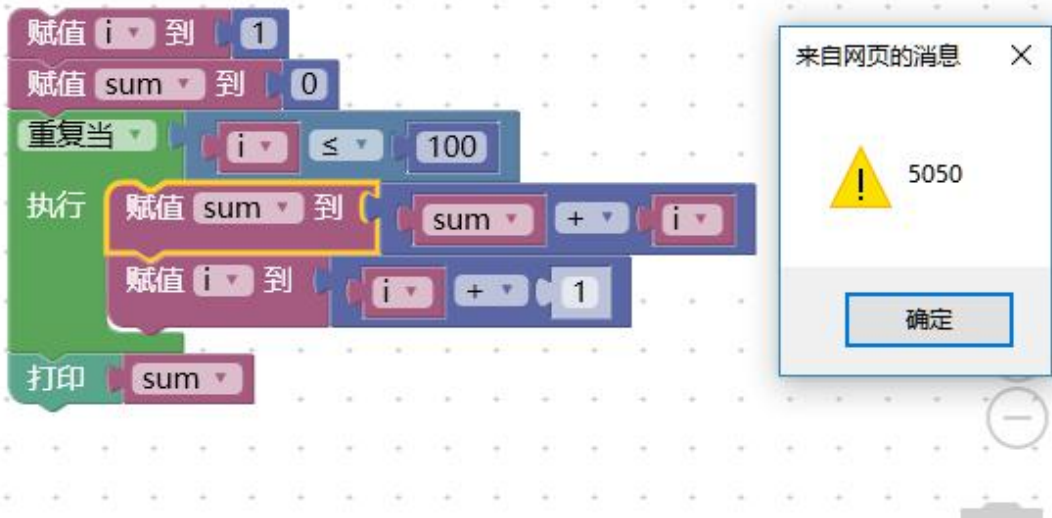 赋值 i 到 1
赋值 sum 到 0
重复当 i ≤ 100
执行 赋值 sum 到 sum + i
赋值 i 到 i + 1
打印 sum
来自网页的消息
5050
确定